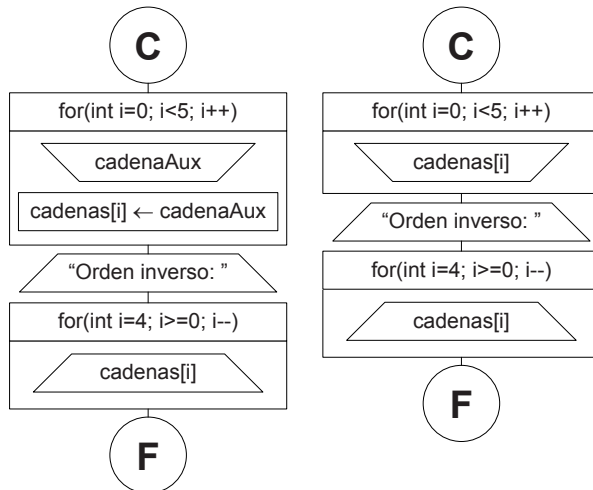 C
for(int i=0; i<5; i++)
cadenaAux
cadenas[i] ← cadenaAux
“Orden inverso: ”
for(int i=4; i>=0; i--)
cadenas[i]
F
C
for(int i=0; i<5; i++)
cadenas[i]
“Orden inverso: ”
for(int i=4; i>=0; i--)
cadenas[i]
F